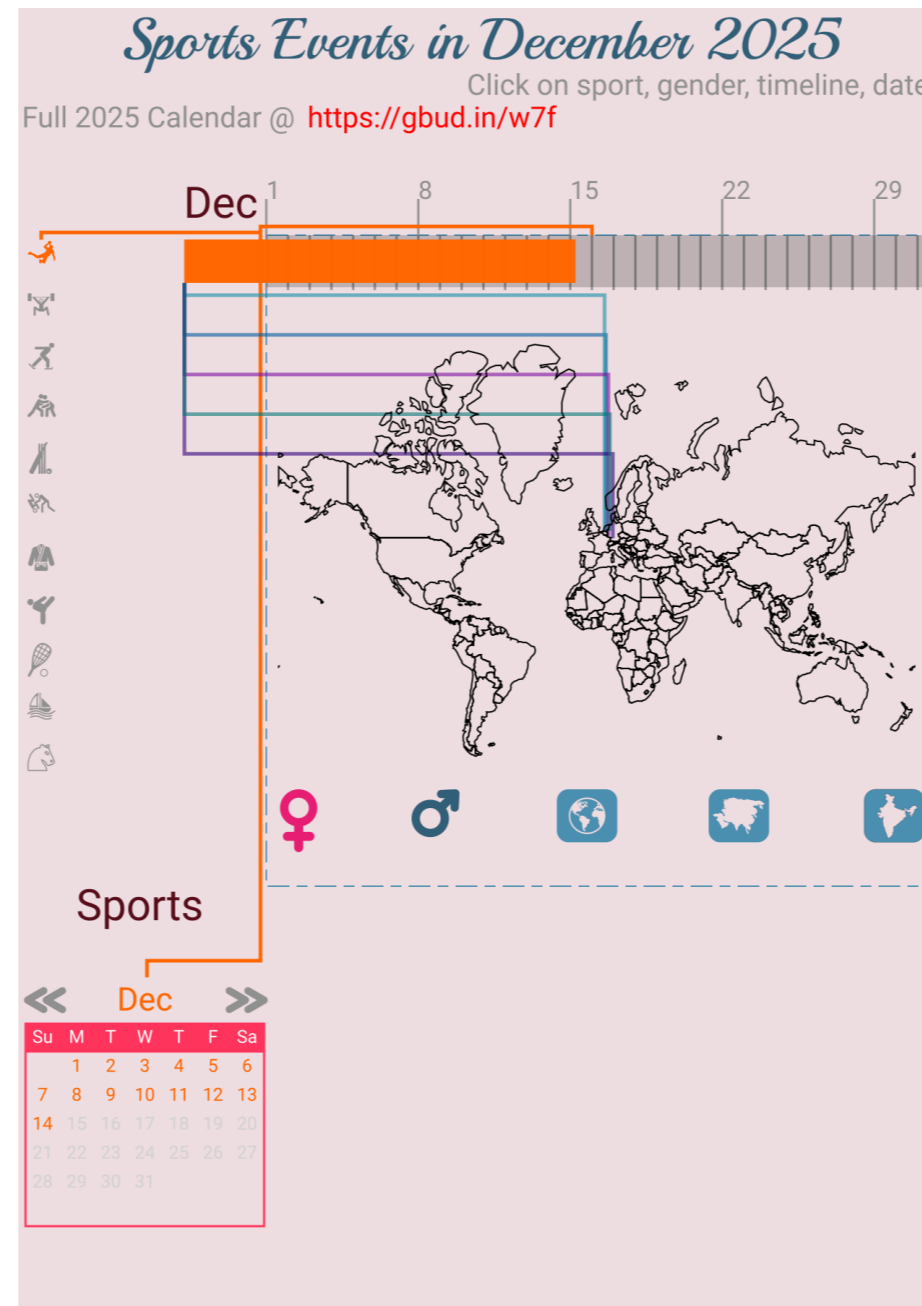 Sports Events in December 2025
Click on sport, gender, timeline, date
Full 2025 Calendar @ https://gbud.in/w7f
Dec 1 8 15 22 29
Sports
Dec
Su M T W T F Sa
1 2 3 4 5 6
7 8 9 10 11 12 13
14 15 16 17 18 19 20
21 22 23 24 25 26 27
28 29 30 31